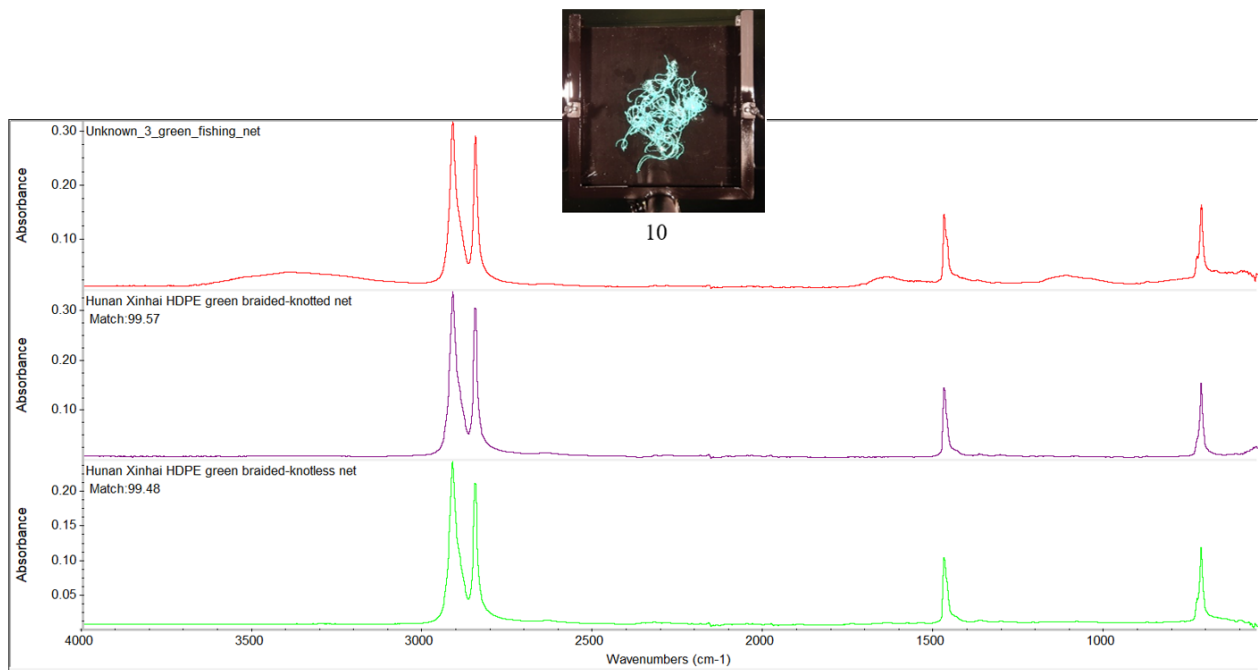 10
Unknown_3_green_fishing_net
Absorbance
0.30
0.20
0.10
Hunan Xinhai HDPE green braided-knotted net
Match:99.57
Absorbance
0.30
0.20
0.10
Hunan Xinhai HDPE green braided-knotless net
Match:99.48
Absorbance
0.20
0.15
0.10
0.05
4000 3500 3000 2500 2000 1500 1000
Wavenumbers (cm-1)